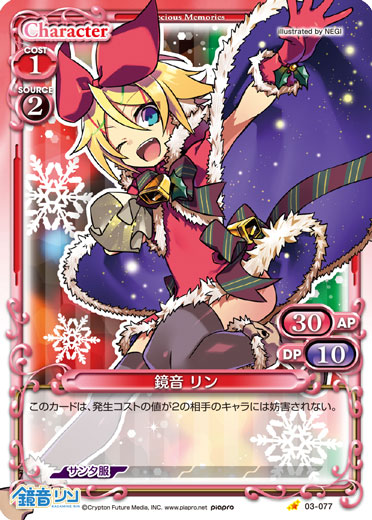 Precious Memories
Character
illustrated by NEGI
COST
1
SOURCE
2
30 AP
DP 10
鏡音 リン
このカードは、発生コストの値が2の相手のキャラには妨害されない。
サンタ服
鏡音リン
KAGAMINE RIN
©Crypton Future Media, INC. www.piapro.net piapro
03-077